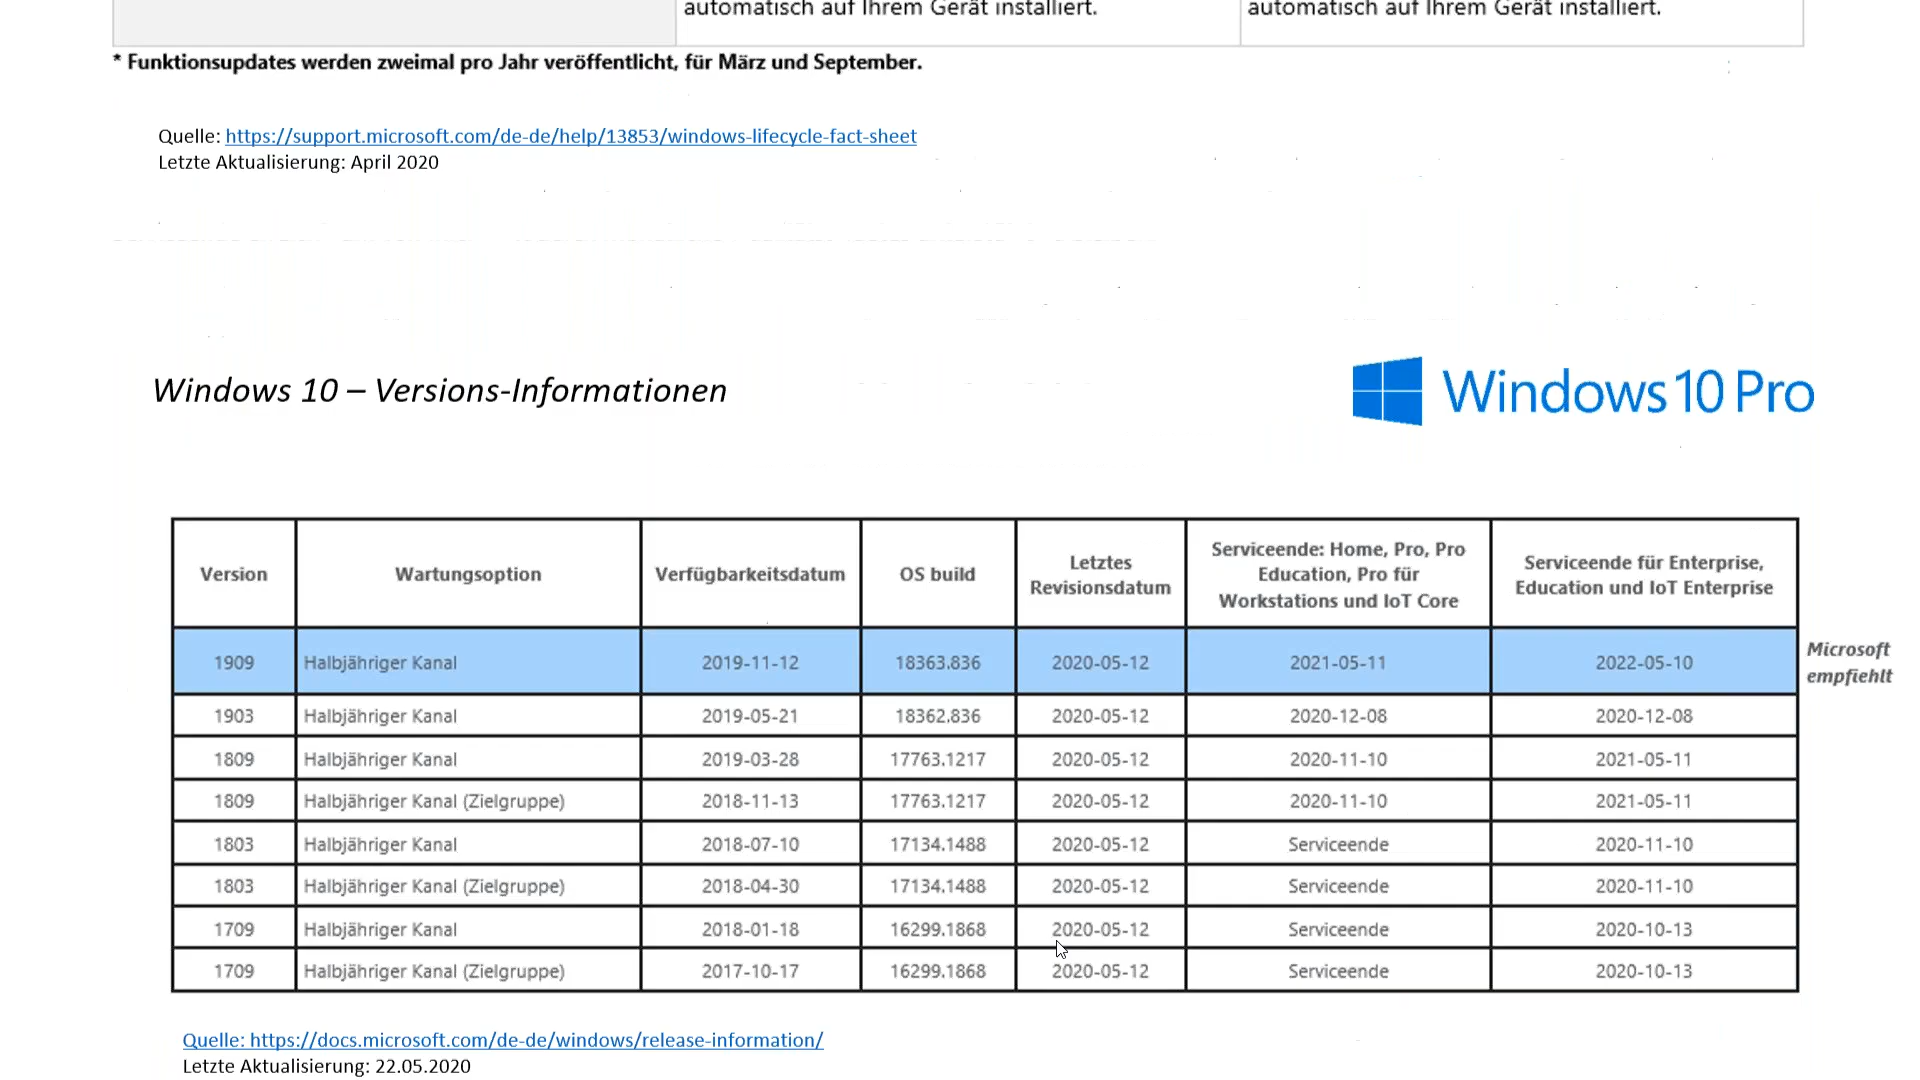 automatisch auf Ihrem Gerät installiert. automatisch auf Ihrem Gerät installiert.
* Funktionsupdates werden zweimal pro Jahr veröffentlicht, für März und September.
Quelle: https://support.microsoft.com/de-de/help/13853/windows-lifecycle-fact-sheet
Letzte Aktualisierung: April 2020
Windows 10 – Versions-Informationen
Windows 10 Pro
Version Wartungsoption Verfügbarkeitsdatum OS build Letztes Revisionsdatum Serviceende: Home, Pro, Pro Education, Pro für Workstations und IoT Core Serviceende für Enterprise, Education und IoT Enterprise
1909 Halbjähriger Kanal 2019-11-12 18363.836 2020-05-12 2021-05-11 2022-05-10 Microsoft empfiehlt
1903 Halbjähriger Kanal 2019-05-21 18362.836 2020-05-12 2020-12-08 2020-12-08
1809 Halbjähriger Kanal 2019-03-28 17763.1217 2020-05-12 2020-11-10 2021-05-11
1809 Halbjähriger Kanal (Zielgruppe) 2018-11-13 17763.1217 2020-05-12 2020-11-10 2021-05-11
1803 Halbjähriger Kanal 2018-07-10 17134.1488 2020-05-12 Serviceende 2020-11-10
1803 Halbjähriger Kanal (Zielgruppe) 2018-04-30 17134.1488 2020-05-12 Serviceende 2020-11-10
1709 Halbjähriger Kanal 2018-01-18 16299.1868 2020-05-12 Serviceende 2020-10-13
1709 Halbjähriger Kanal (Zielgruppe) 2017-10-17 16299.1868 2020-05-12 Serviceende 2020-10-13
Quelle: https://docs.microsoft.com/de-de/windows/release-information/
Letzte Aktualisierung: 22.05.2020